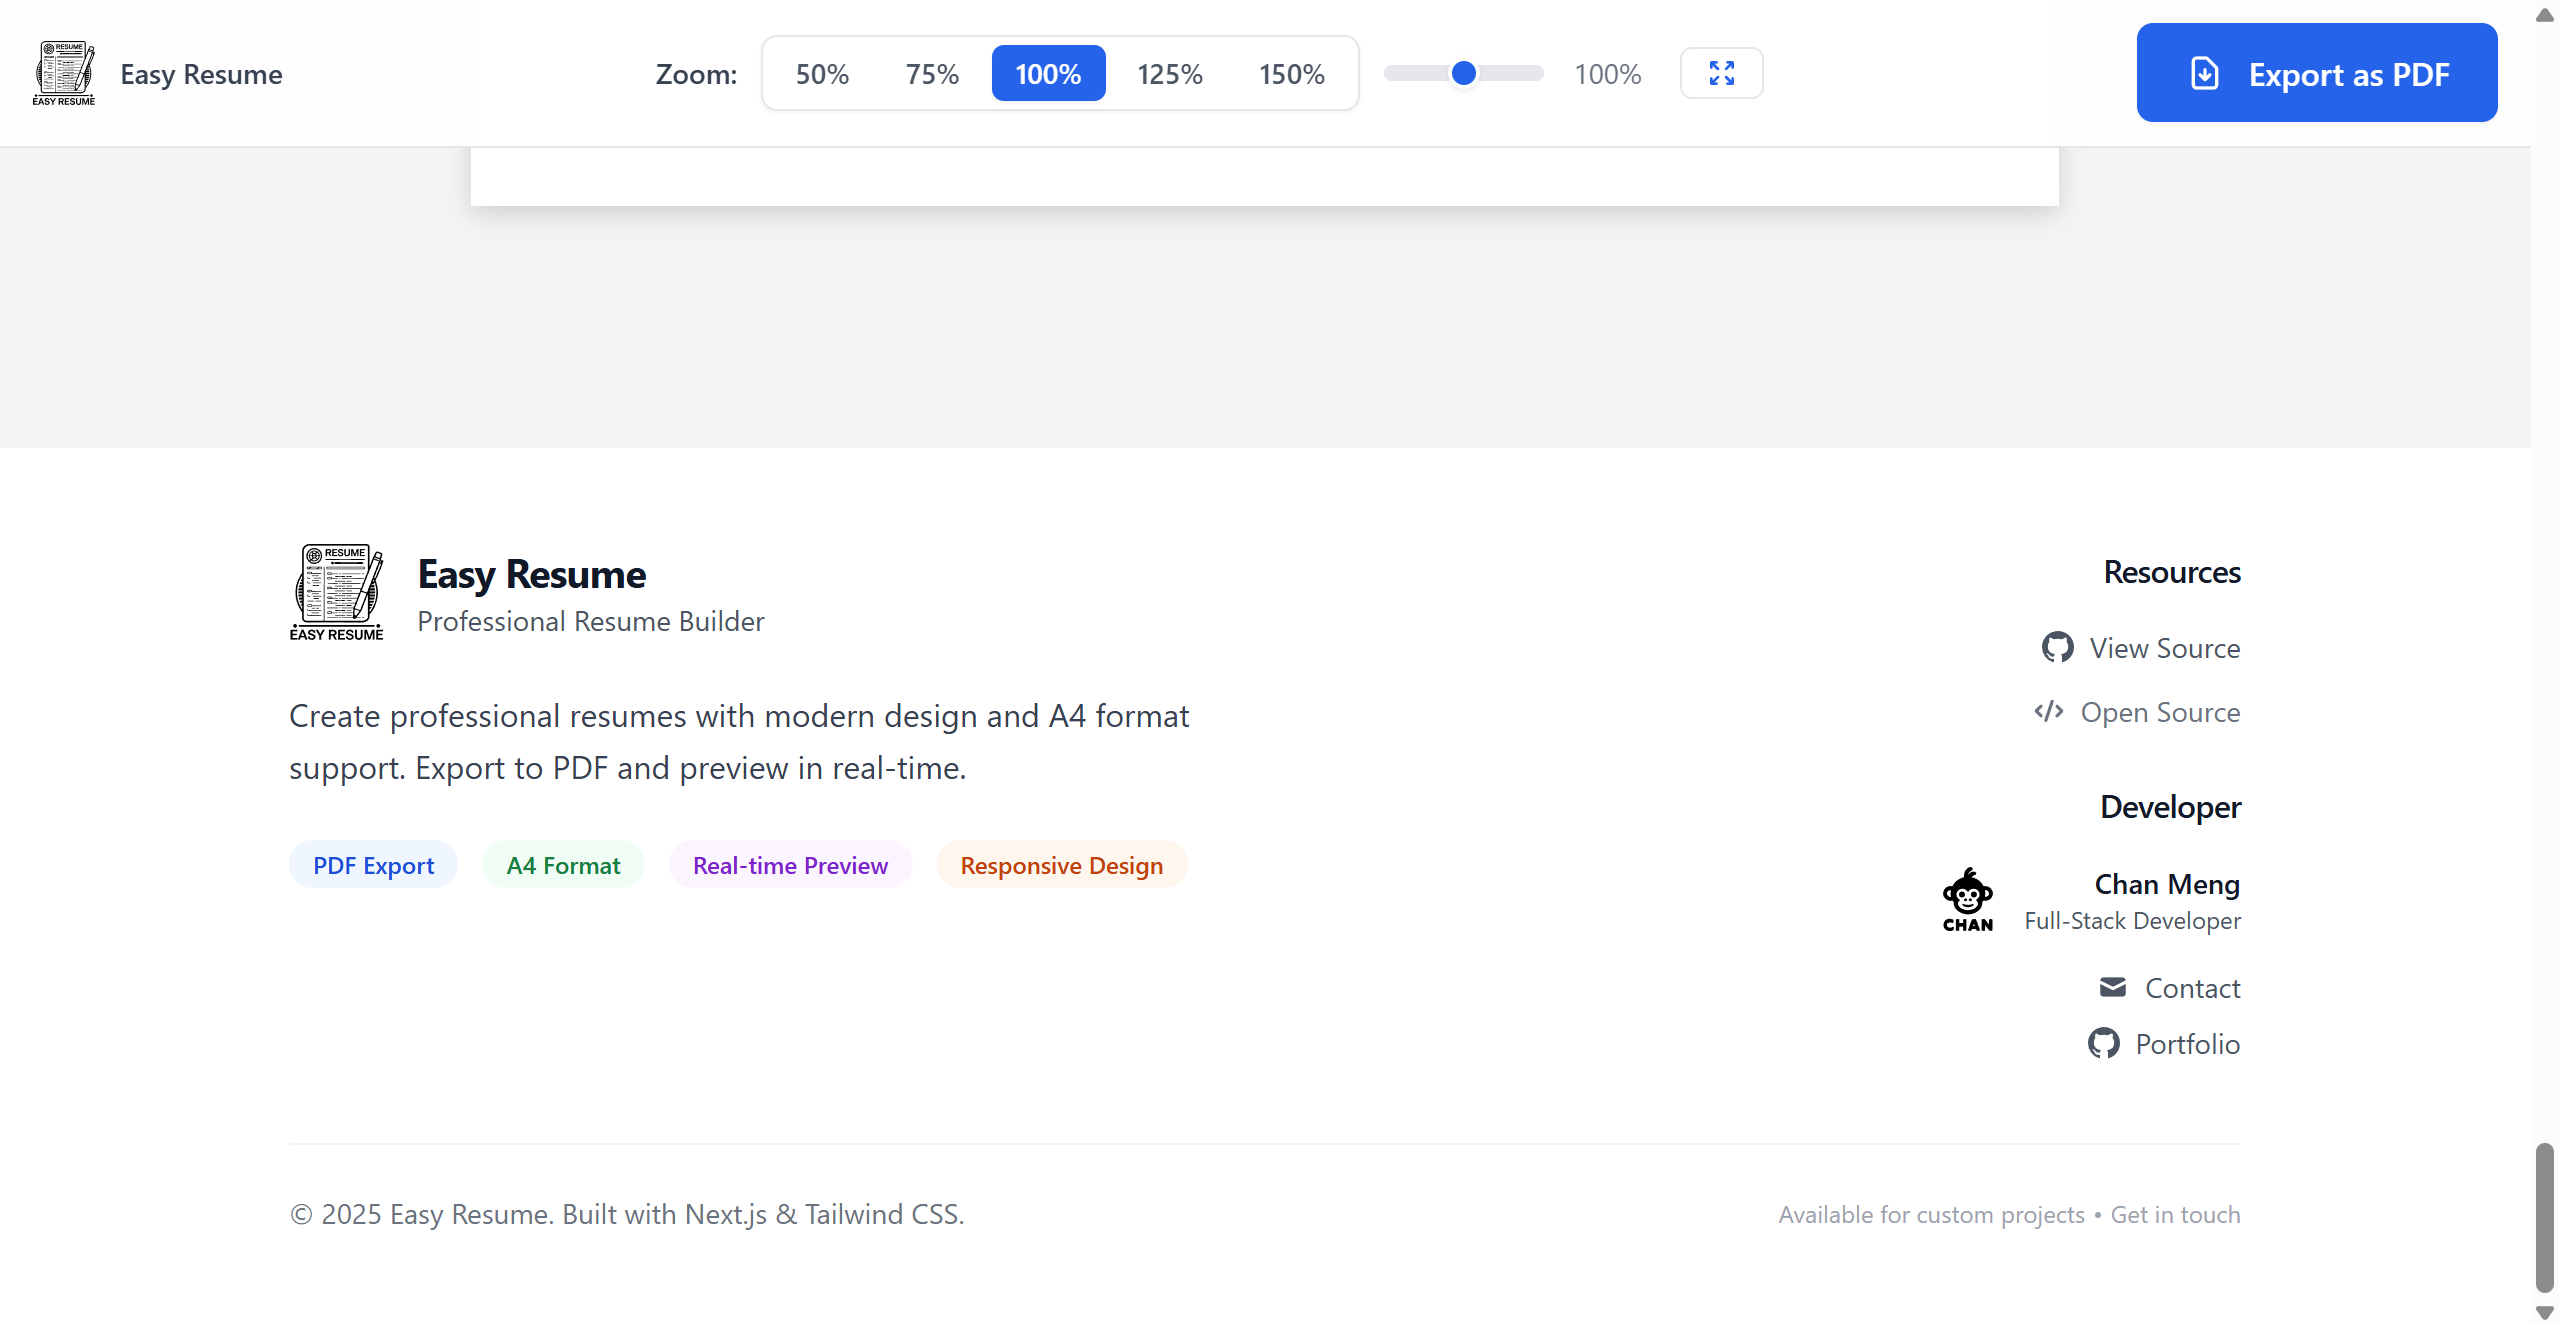 RESUME
EASY RESUME
Easy Resume
Zoom:
50%
75%
100%
125%
150%
100%
Export as PDF
RESUME
EASY RESUME
Easy Resume
Professional Resume Builder
Create professional resumes with modern design and A4 format
support. Export to PDF and preview in real-time.
PDF Export
A4 Format
Real-time Preview
Responsive Design
Resources
View Source
Open Source
Developer
CHAN
Chan Meng
Full-Stack Developer
Contact
Portfolio
© 2025 Easy Resume. Built with Next.js & Tailwind CSS.
Available for custom projects • Get in touch